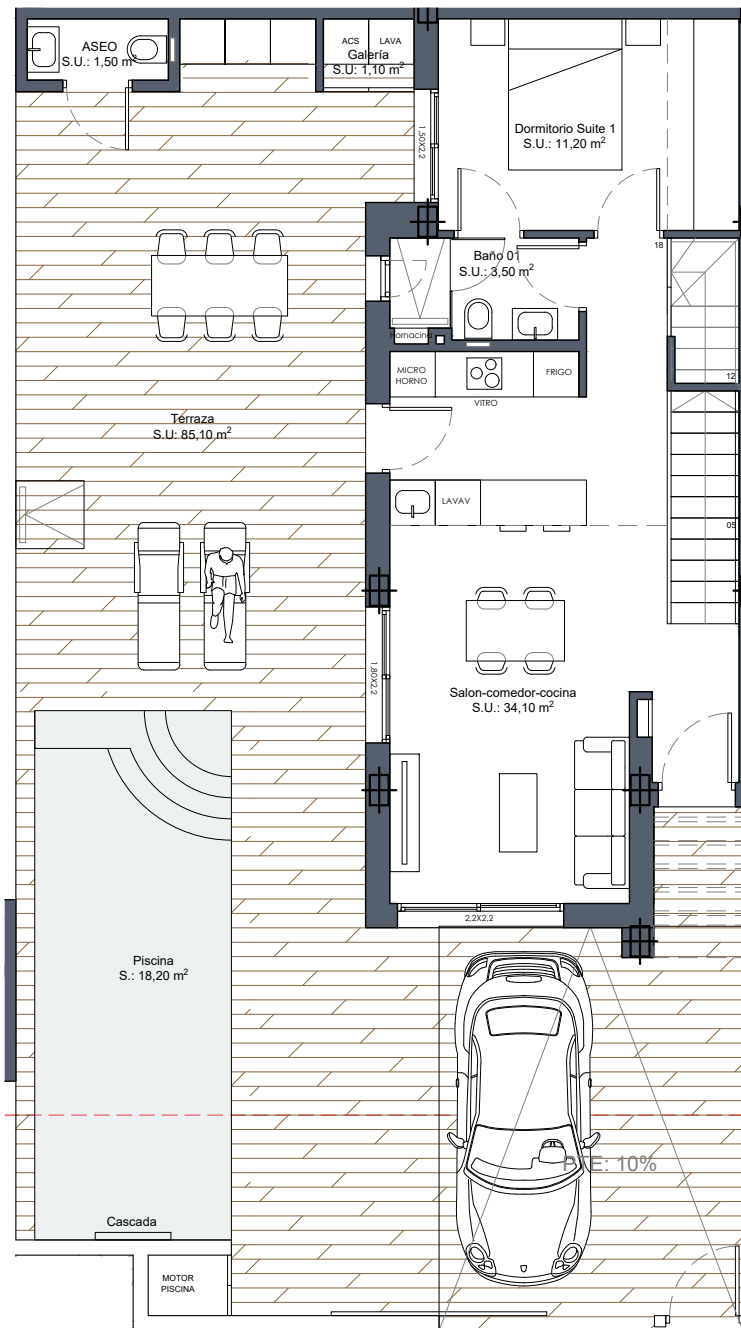 ASEO
S.U.: 1,50 m²
ACS
LAVA
Galería
S.U: 1,10 m²
1,50X2,2
Dormitorio Suite 1
S.U.: 11,20 m²
Baño 01
S.U.: 3,50 m²
18
Hornacina
MICRO
HORNO
FRIGO
VITRO
12
Terraza
S.U: 85,10 m²
LAVAV
05
1,80X2,2
Salon-comedor-cocina
S.U.: 34,10 m²
2,2X2,2
Piscina
S.: 18,20 m²
PTE: 10%
Cascada
MOTOR
PISCINA